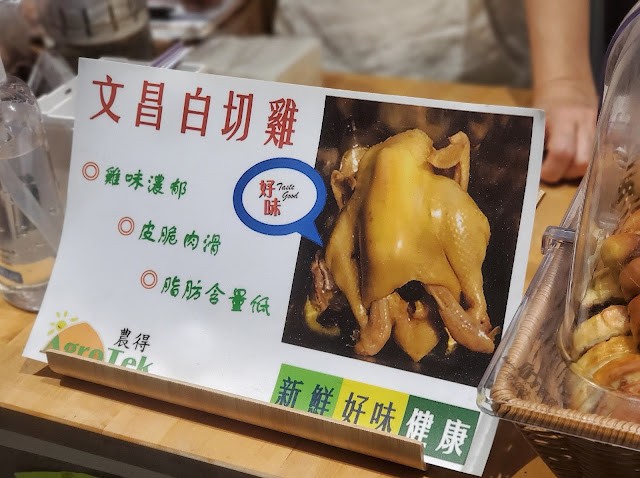 文昌白切雞
雞味濃郁
皮脆肉滑
脂肪含量低
好味
Taste
Good
農得
AgroTek
新鮮好味健康